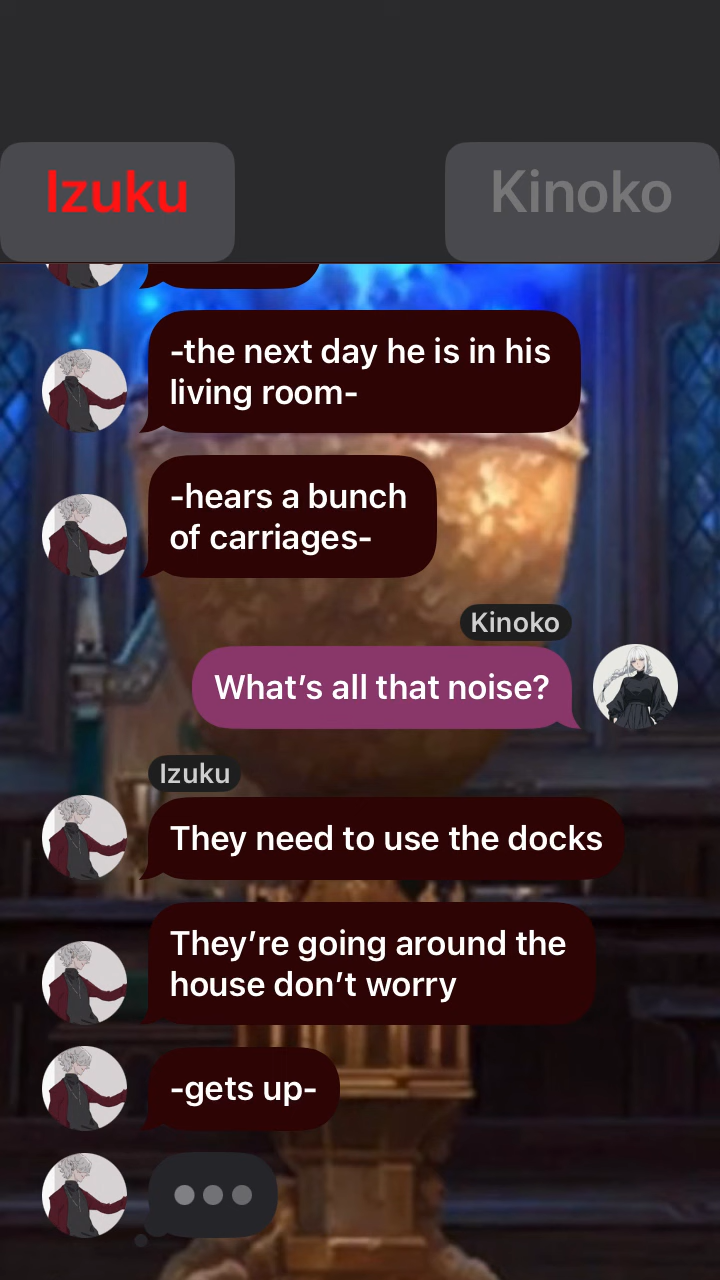 Izuku
Kinoko
-the next day he is in his
living room-
-hears a bunch
of carriages-
Kinoko
What’s all that noise?
Izuku
They need to use the docks
They’re going around the
house don’t worry
-gets up-